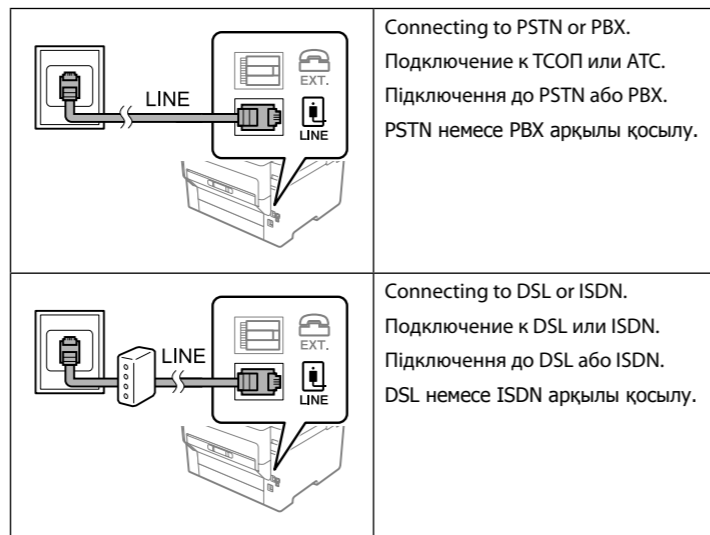 EXT.
LINE
LINE
Connecting to PSTN or PBX.
Подключение к ТСОП или АТС.
Підключення до PSTN або PBX.
PSTN немесе PBX арқылы қосылу.
EXT.
LINE
LINE
Connecting to DSL or ISDN.
Подключение к DSL или ISDN.
Підключення до DSL або ISDN.
DSL немесе ISDN арқылы қосылу.